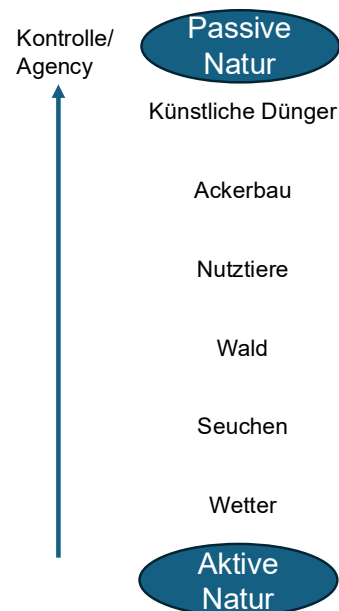 Kontrolle/
Agency
Passive
Natur
Künstliche Dünger
Ackerbau
Nutztiere
Wald
Seuchen
Wetter
Aktive
Natur